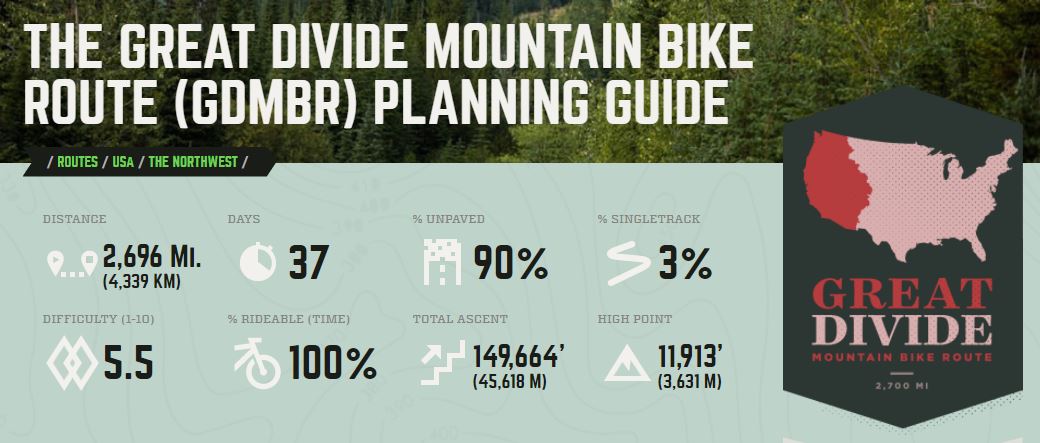 THE GREAT DIVIDE MOUNTAIN BIKE
ROUTE (GDMBR) PLANNING GUIDE
/ ROUTES / USA / THE NORTHWEST /
DISTANCE
2,696 MI.
(4,339 KM)
DAYS
37
% UNPAVED
90%
% SINGLETRACK
3%
DIFFICULTY (1-10)
5.5
% RIDEABLE (TIME)
100%
TOTAL ASCENT
149,664’
(45,618 M)
HIGH POINT
11,913’
(3,631 M)
GREAT
DIVIDE
MOUNTAIN BIKE ROUTE
2,700 MI
400